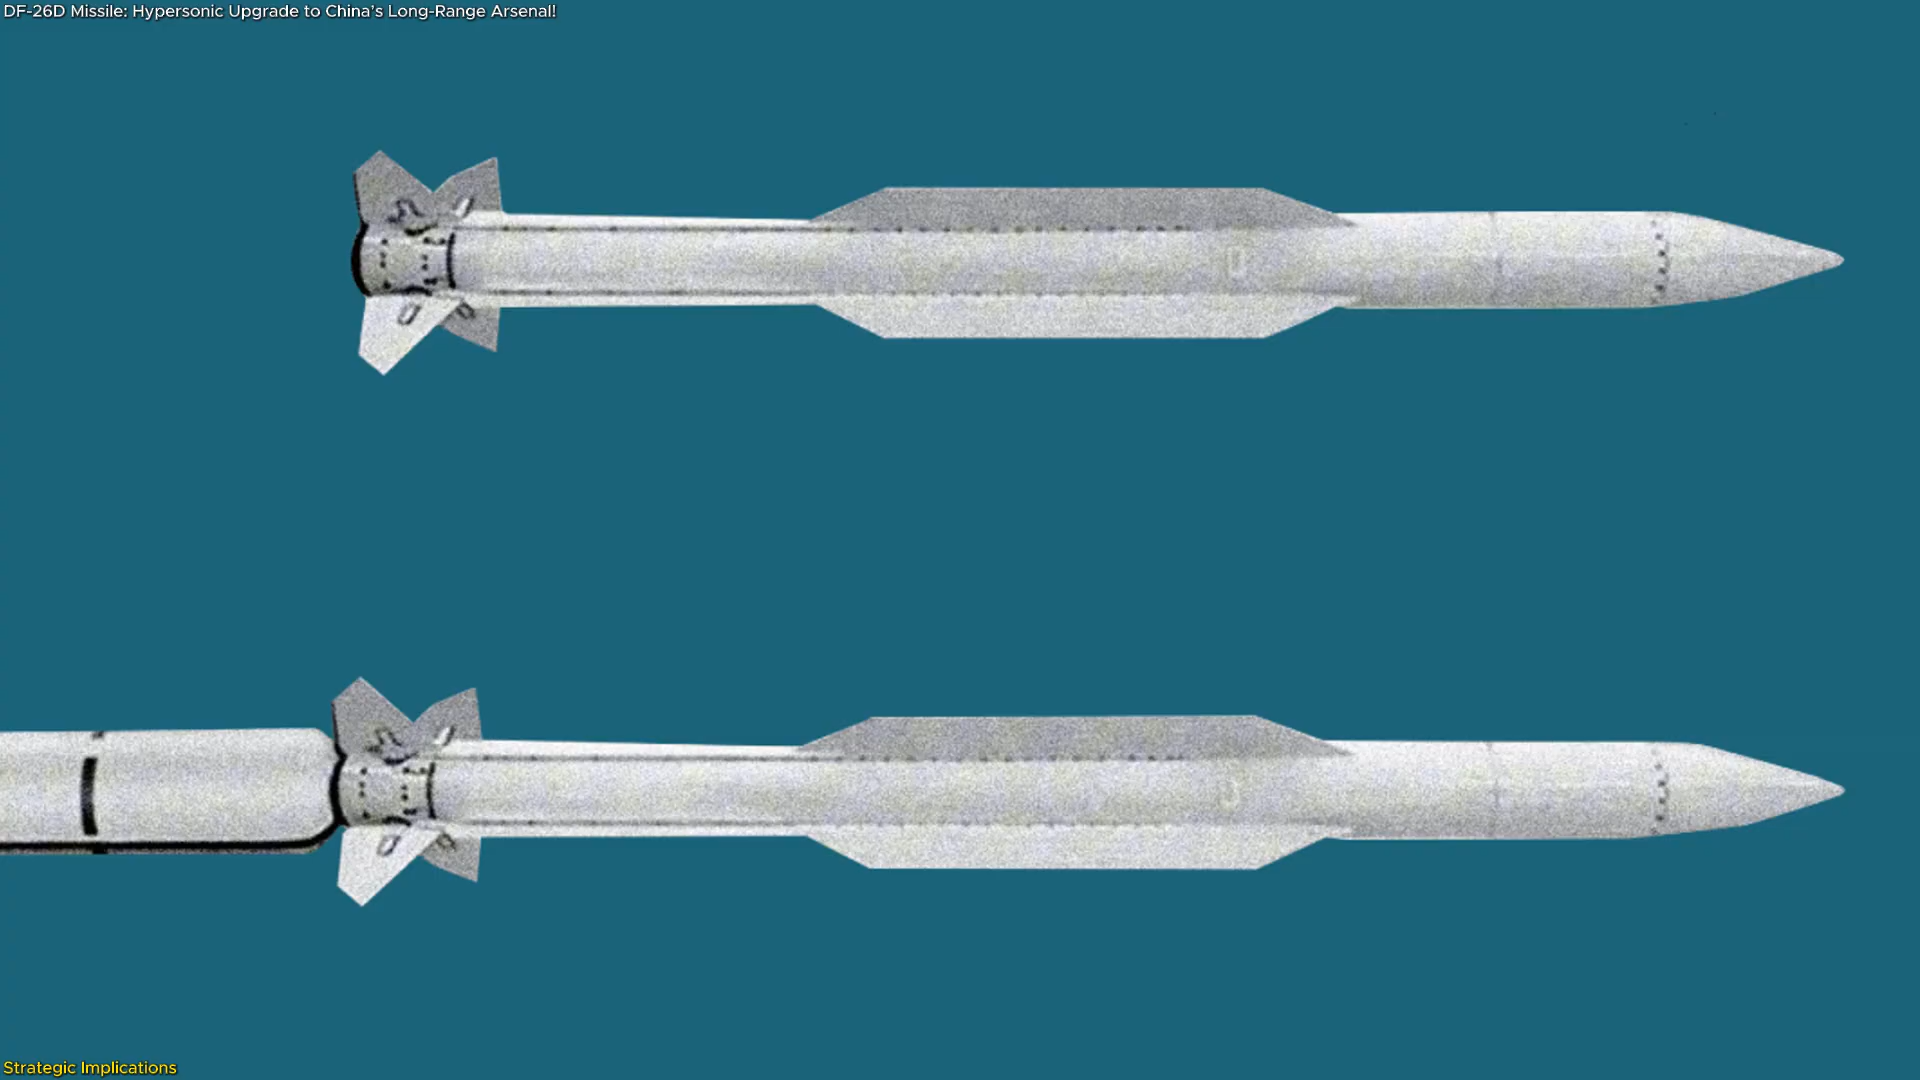 DF-26D Missile: Hypersonic Upgrade to China’s Long-Range Arsenal!
Strategic Implications